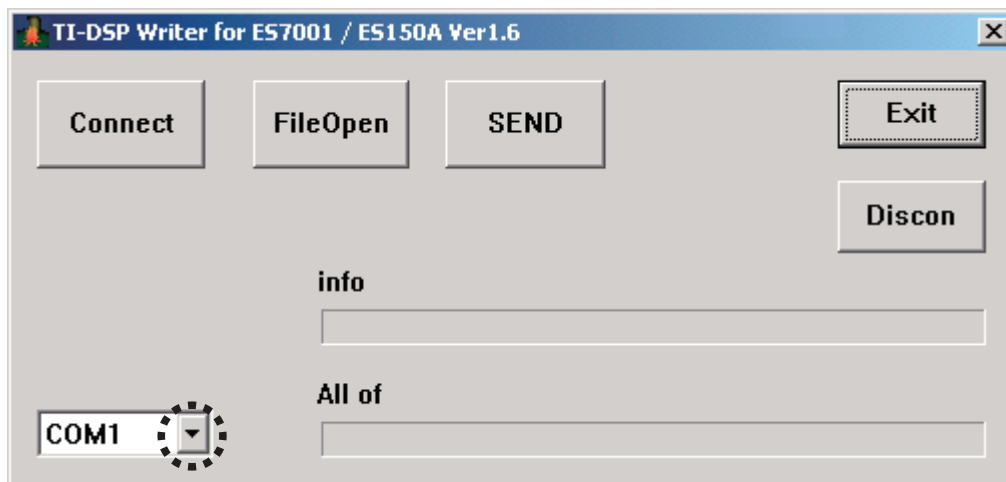 TI-DSP Writer for ES7001 / ES150A Ver1.6
Connect
FileOpen
SEND
Exit
Discon
info
All of
COM1